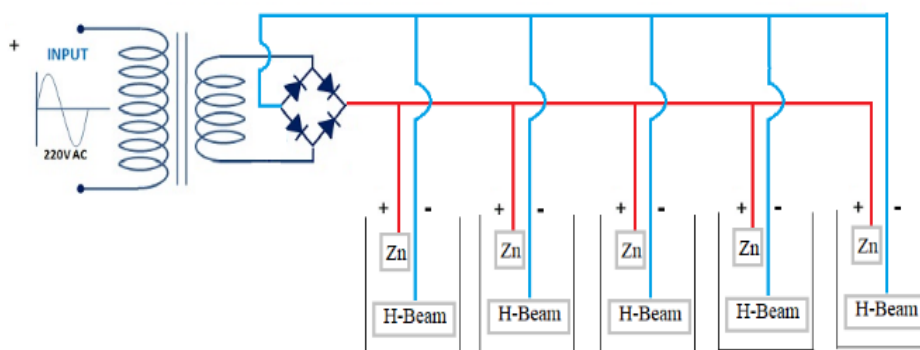 +
INPUT
220V AC
+ - + - + - + - + -
Zn Zn Zn Zn Zn
H-Beam H-Beam H-Beam H-Beam H-Beam